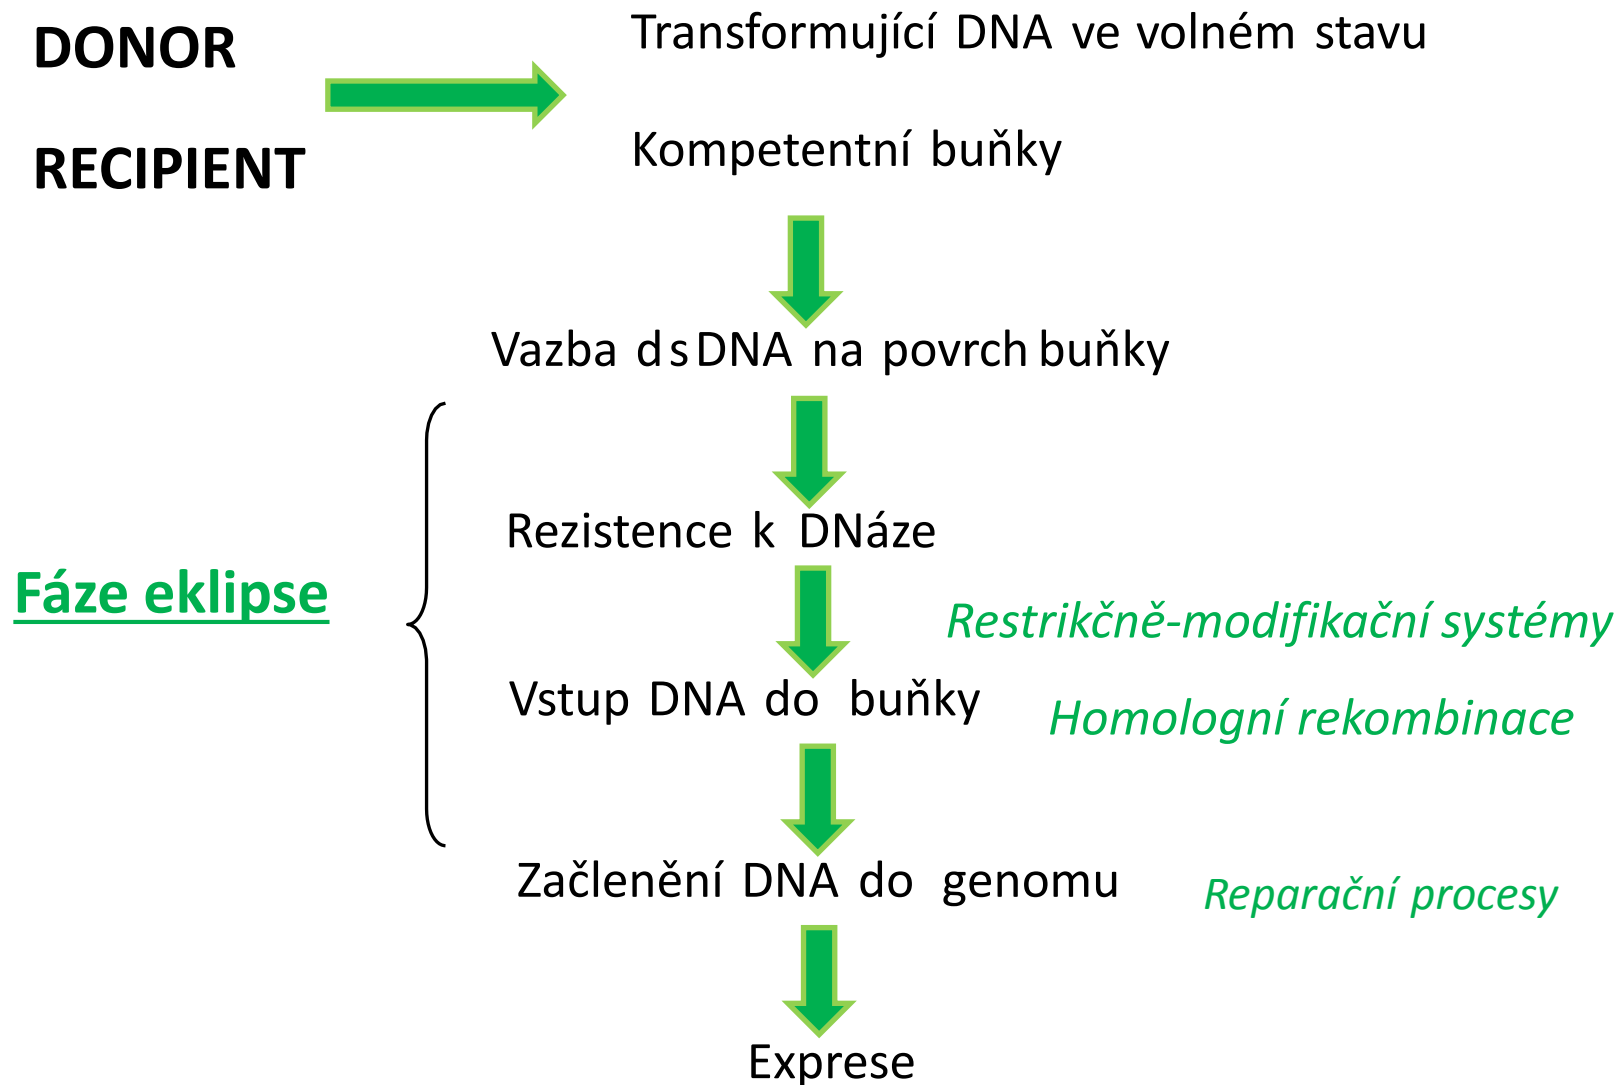 DONOR
Transformující DNA ve volném stavu
RECIPIENT
Kompetentní buňky
Vazba dsDNA na povrch buňky
Rezistence k DNáze
Fáze eklipse
Restrikčně-modifikační systémy
Vstup DNA do buňky
Homologní rekombinace
Začlenění DNA do genomu
Reparační procesy
Exprese